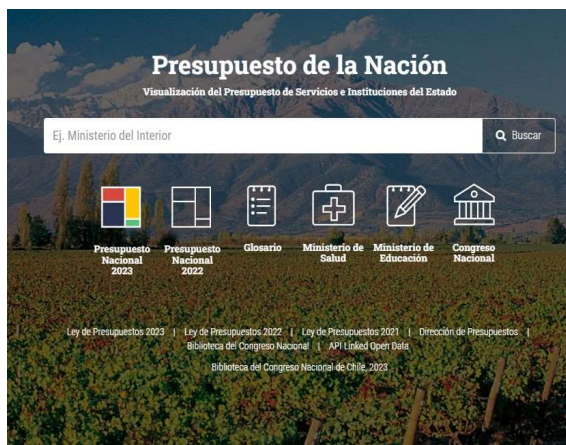 Presupuesto de la Nación
Visualización del Presupuesto de Servicios e Instituciones del Estado
Ej. Ministerio del Interior
Buscar
Presupuesto Nacional 2023
Presupuesto Nacional 2022
Glosario
Ministerio de Salud
Ministerio de Educación
Congreso Nacional
Ley de Presupuestos 2023 | Ley de Presupuestos 2022 | Ley de Presupuestos 2021 | Dirección de Presupuestos |
Biblioteca del Congreso Nacional | API Linked Open Data
Biblioteca del Congreso Nacional de Chile, 2023